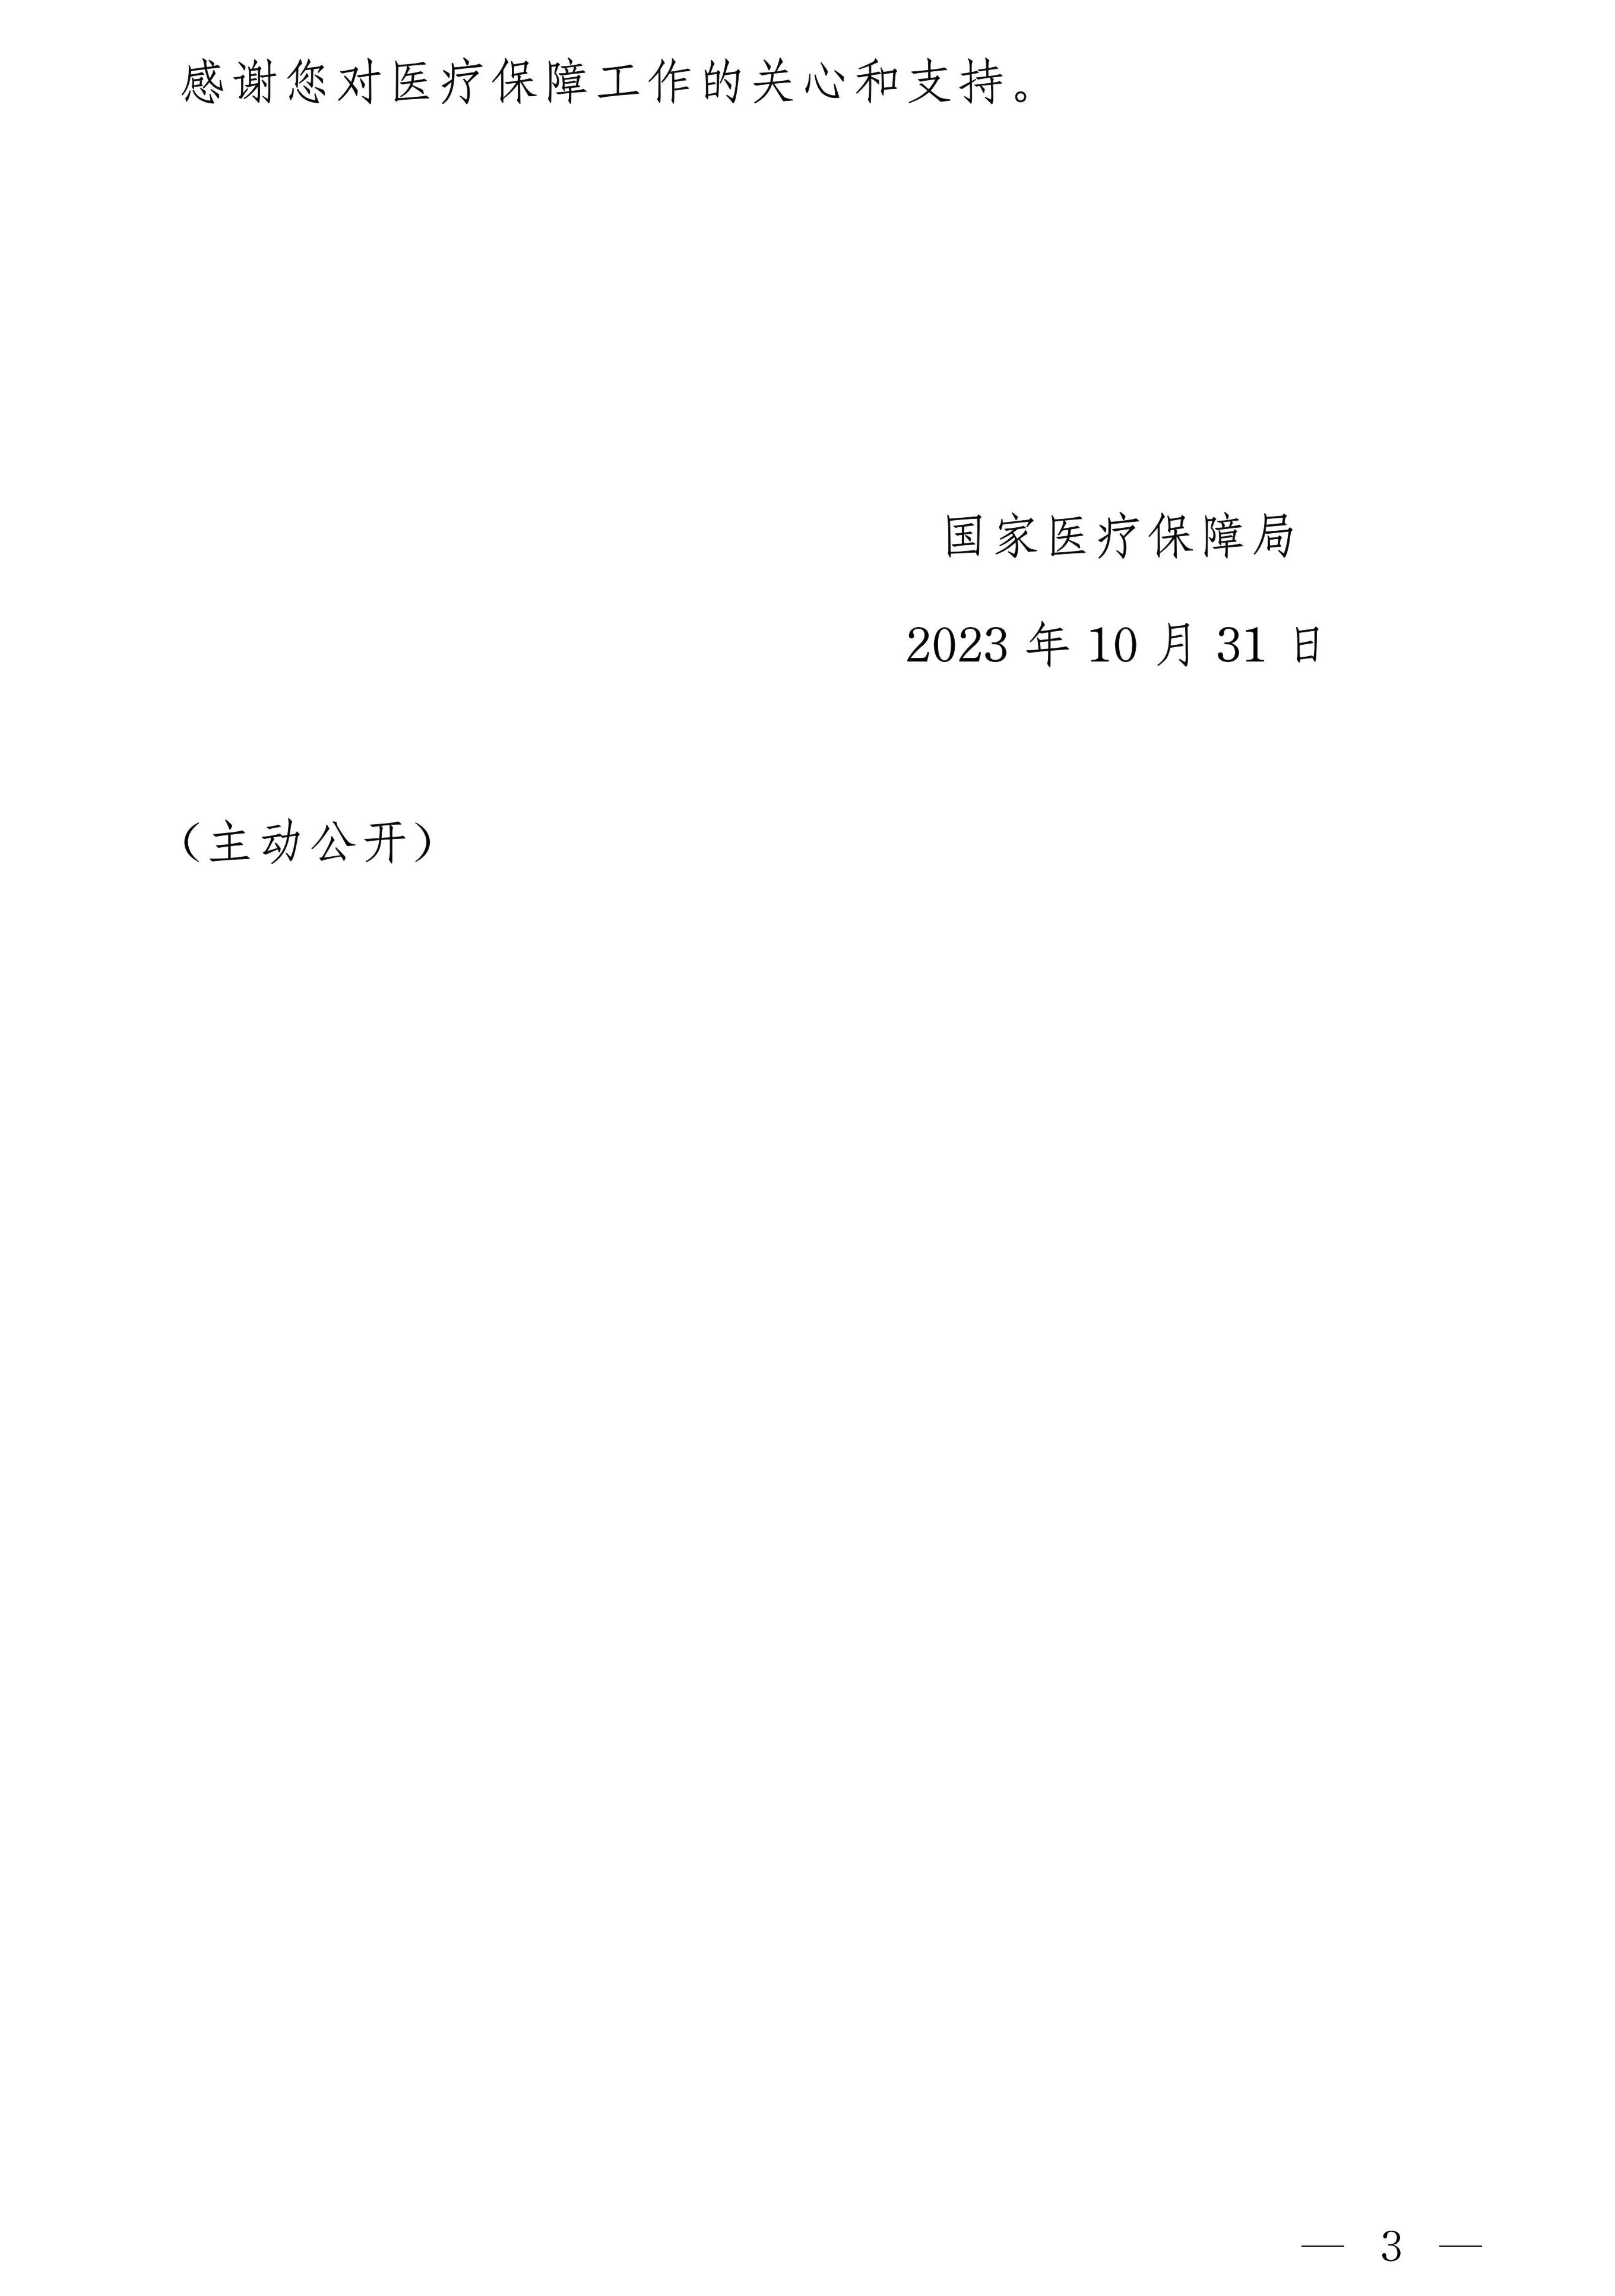 感谢您对医疗保障工作的关心和支持。
国家医疗保障局
2023 年 10 月 31 日
（主动公开）
— 3 —